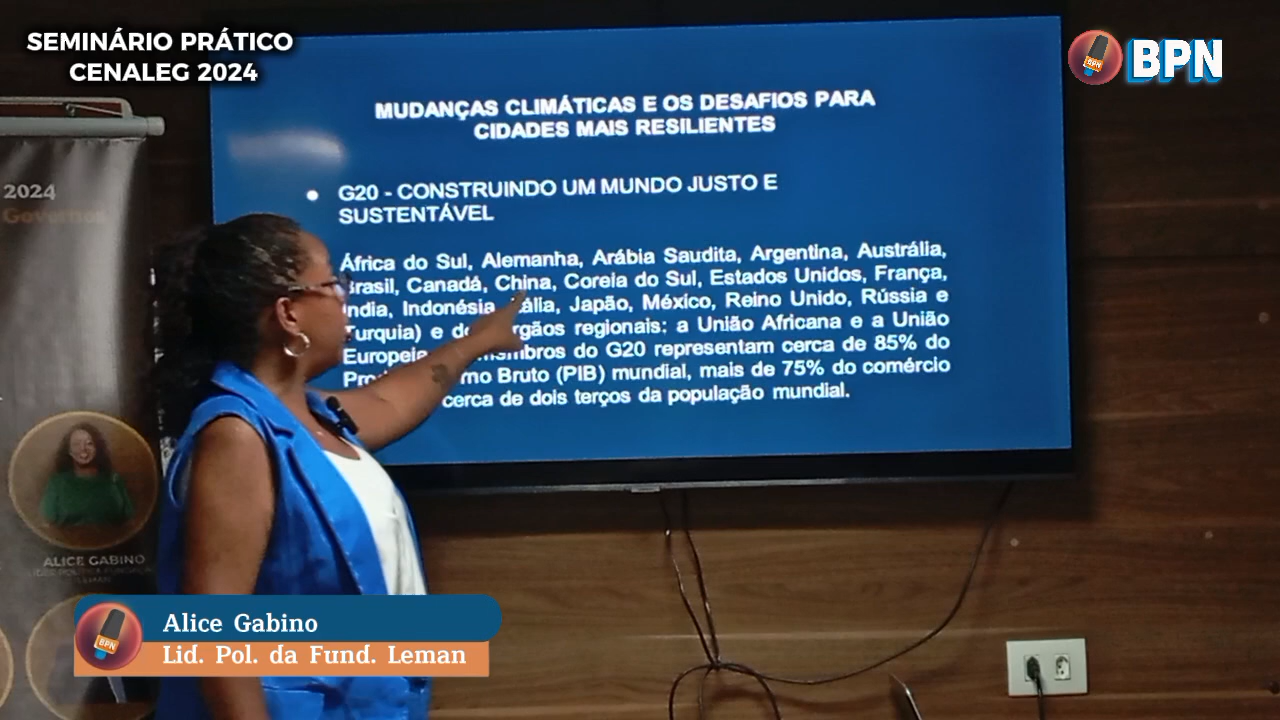 SEMINÁRIO PRÁTICO
CENALEG 2024
BPN
BPN
MUDANÇAS CLIMÁTICAS E OS DESAFIOS PARA
CIDADES MAIS RESILIENTES
• G20 - CONSTRUINDO UM MUNDO JUSTO E
SUSTENTÁVEL
África do Sul, Alemanha, Arábia Saudita, Argentina, Austrália,
Brasil, Canadá, China, Coreia do Sul, Estados Unidos, França,
Índia, Indonésia, Itália, Japão, México, Reino Unido, Rússia e
Turquia) e órgãos regionais: a União Africana e a União
Europeia membros do G20 representam cerca de 85% do
Bruto (PIB) mundial, mais de 75% do comércio
cerca de dois terços da população mundial.
2024
Governo
ALICE GABINO
BPN
Alice Gabino
Lid. Pol. da Fund. Leman